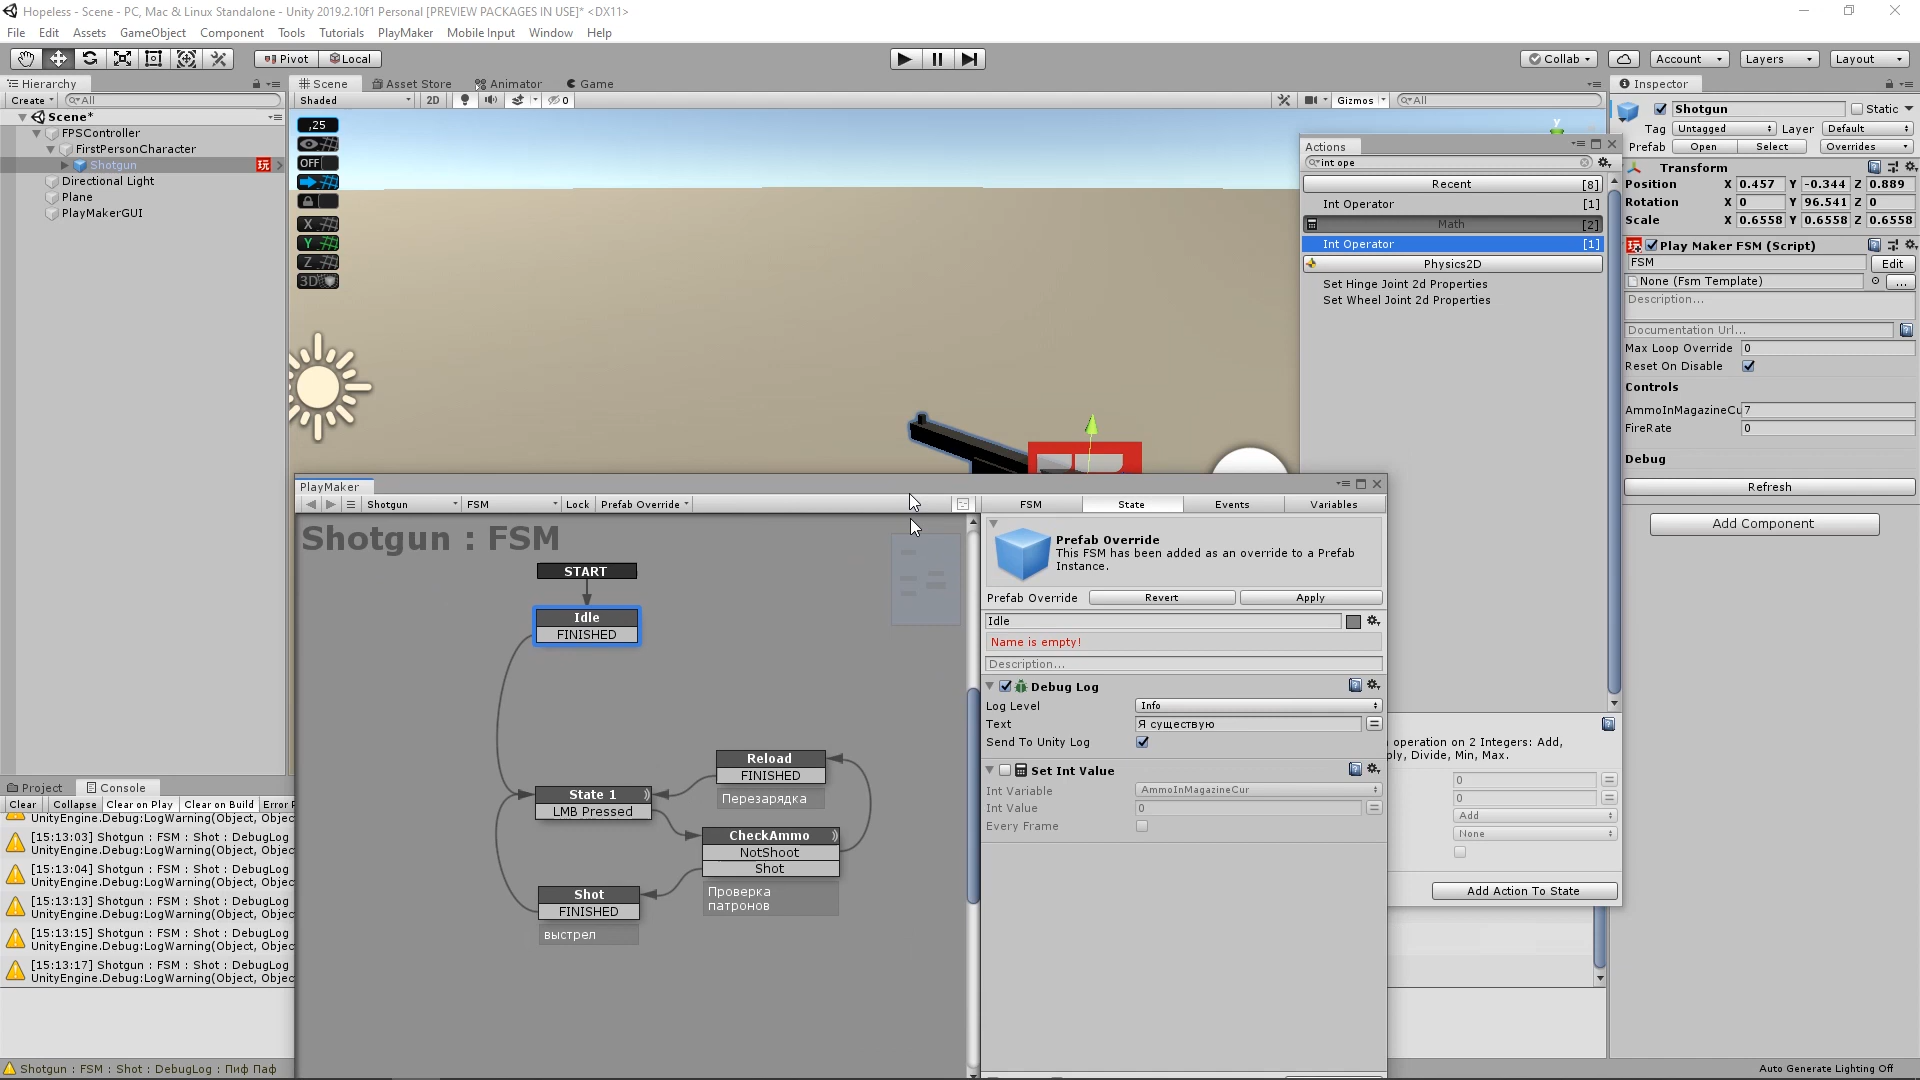 Hopeless - Scene - PC, Mac & Linux Standalone - Unity 2019.2.10f1 Personal [PREVIEW PACKAGES IN USE]* <DX11>
File Edit Assets GameObject Component Tools Tutorials PlayMaker Mobile Input Window Help
Pivot Local Collab Account Layers Layout
Hierarchy
Create All
Scene*
FPSController
FirstPersonCharacter
Shotgun 玩
Directional Light
Plane
PlayMakerGUI
Scene Asset Store Animator Game
Shaded 2D 0 Gizmos All
,25
OFF
X
Y
Z
3D
y
Actions
int ope
Recent [8]
Int Operator [1]
Math [2]
Int Operator [1]
Physics2D
Set Hinge Joint 2d Properties
Set Wheel Joint 2d Properties
operation on 2 Integers: Add,
ply, Divide, Min, Max.
0
0
Add
None
Add Action To State
Inspector
Shotgun Static
Tag Untagged Layer Default
Prefab Open Select Overrides
Transform
Position X 0.457 Y -0.344 Z 0.889
Rotation X 0 Y 96.541 Z 0
Scale X 0.6558 Y 0.6558 Z 0.6558
Play Maker FSM (Script)
FSM Edit
None (Fsm Template) ...
Description...
Documentation Url...
Max Loop Override 0
Reset On Disable
Controls
AmmoInMagazineCu 7
FireRate 0
Debug
Refresh
Add Component
PlayMaker
Shotgun FSM Lock Prefab Override
FSM State Events Variables
Shotgun : FSM
START
Idle
FINISHED
Reload
FINISHED
Перезарядка
State 1
LMB Pressed
CheckAmmo
NotShoot
Shot
Проверка
патронов
Shot
FINISHED
выстрел
Prefab Override
This FSM has been added as an override to a Prefab
Instance.
Prefab Override Revert Apply
Idle
Name is empty!
Description...
Debug Log
Log Level Info
Text Я существую
Send To Unity Log
Set Int Value
Int Variable AmmoInMagazineCur
Int Value 0
Every Frame
Project Console
Clear Collapse Clear on Play Clear on Build Error P
UnityEngine.Debug:LogWarning(Object, Objec
[15:13:03] Shotgun : FSM : Shot : DebugLog
UnityEngine.Debug:LogWarning(Object, Objec
[15:13:04] Shotgun : FSM : Shot : DebugLog
UnityEngine.Debug:LogWarning(Object, Objec
[15:13:13] Shotgun : FSM : Shot : DebugLog
UnityEngine.Debug:LogWarning(Object, Objec
[15:13:15] Shotgun : FSM : Shot : DebugLog
UnityEngine.Debug:LogWarning(Object, Objec
[15:13:17] Shotgun : FSM : Shot : DebugLog
UnityEngine.Debug:LogWarning(Object, Objec
Shotgun : FSM : Shot : DebugLog : Пиф Паф
Auto Generate Lighting Off